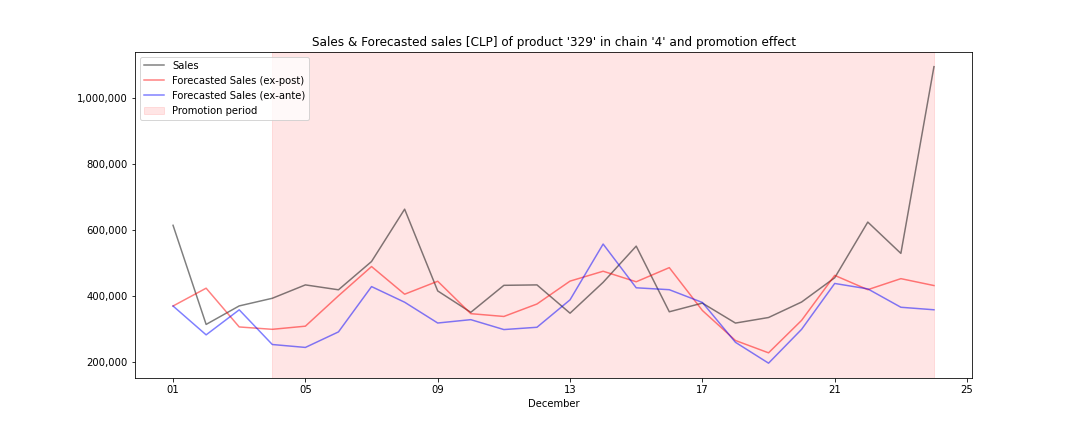 Sales & Forecasted sales [CLP] of product '329' in chain '4' and promotion effect
Sales
Forecasted Sales (ex-post)
Forecasted Sales (ex-ante)
Promotion period
1,000,000
800,000
600,000
400,000
200,000
01 05 09 13 17 21 25
December